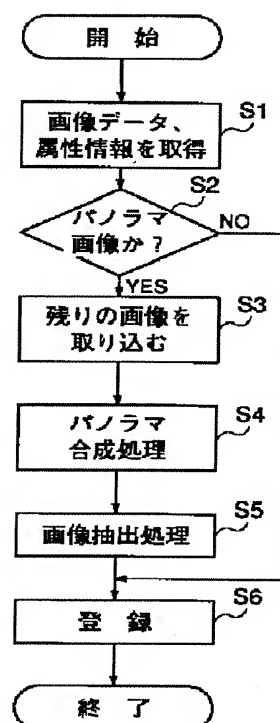 開始
S1
画像データ、
属性情報を取得
S2
パノラマ
画像か?
NO
YES
S3
残りの画像を
取り込む
S4
パノラマ
合成処理
S5
画像抽出処理
S6
登録
終了